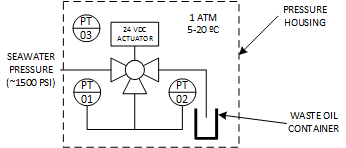 PT
03
24 VDC
ACTUATOR
1 ATM
5-20 ºC
PRESSURE
HOUSING
SEAWATER
PRESSURE
(~1500 PSI)
PT
01
PT
02
WASTE OIL
CONTAINER